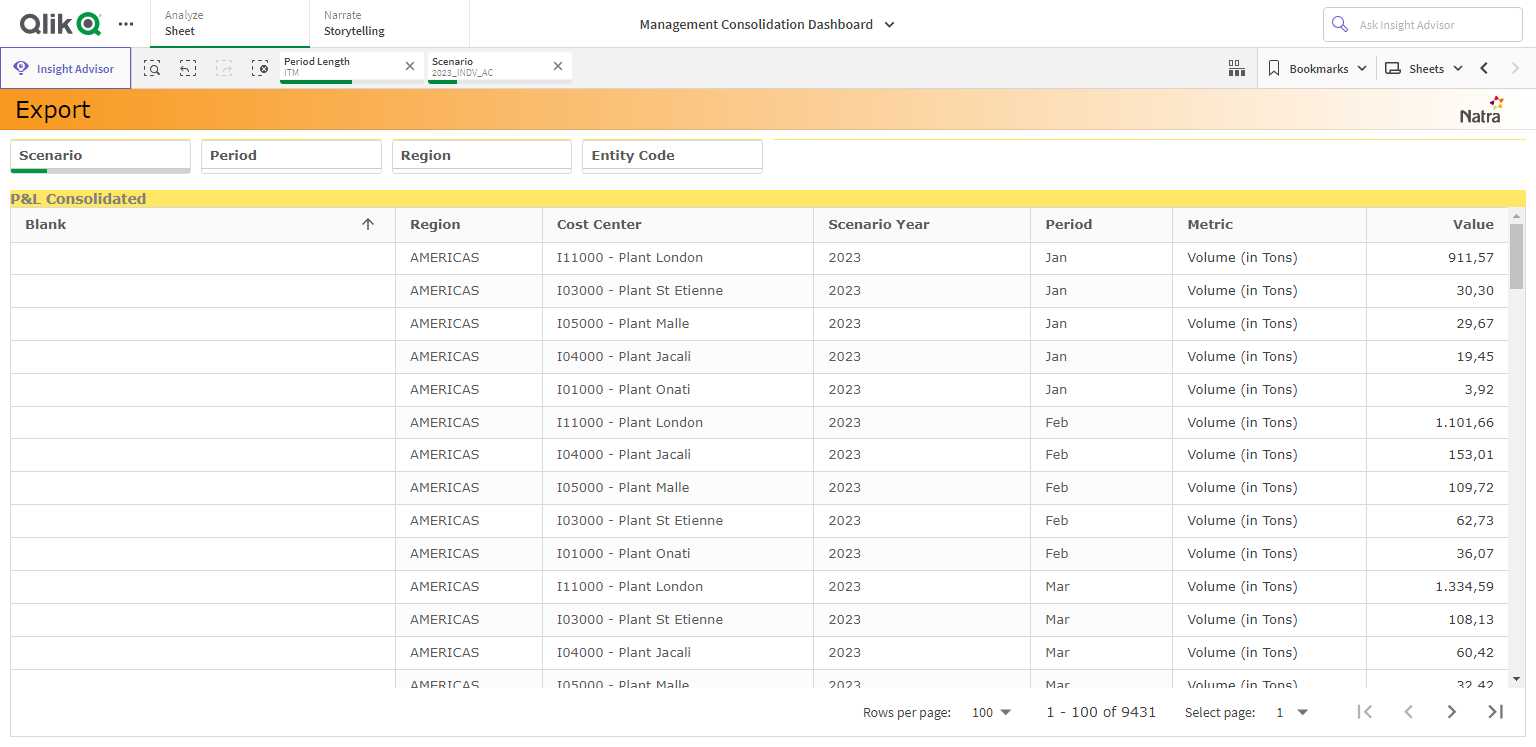 Qlik
Analyze
Sheet
Narrate
Storytelling
Management Consolidation Dashboard
Ask Insight Advisor
Insight Advisor
Period Length
ITM
Scenario
2023_INDV_AC
Bookmarks
Sheets
Export
Natra
Scenario
Period
Region
Entity Code
P&L Consolidated
Blank Region Cost Center Scenario Year Period Metric Value
AMERICAS I11000 - Plant London 2023 Jan Volume (in Tons) 911,57
AMERICAS I03000 - Plant St Etienne 2023 Jan Volume (in Tons) 30,30
AMERICAS I05000 - Plant Malle 2023 Jan Volume (in Tons) 29,67
AMERICAS I04000 - Plant Jacali 2023 Jan Volume (in Tons) 19,45
AMERICAS I01000 - Plant Onati 2023 Jan Volume (in Tons) 3,92
AMERICAS I11000 - Plant London 2023 Feb Volume (in Tons) 1.101,66
AMERICAS I04000 - Plant Jacali 2023 Feb Volume (in Tons) 153,01
AMERICAS I05000 - Plant Malle 2023 Feb Volume (in Tons) 109,72
AMERICAS I03000 - Plant St Etienne 2023 Feb Volume (in Tons) 62,73
AMERICAS I01000 - Plant Onati 2023 Feb Volume (in Tons) 36,07
AMERICAS I11000 - Plant London 2023 Mar Volume (in Tons) 1.334,59
AMERICAS I03000 - Plant St Etienne 2023 Mar Volume (in Tons) 108,13
AMERICAS I04000 - Plant Jacali 2023 Mar Volume (in Tons) 60,42
AMERICAS I05000 - Plant Malle 2023 Mar Volume (in Tons) 32,42
Rows per page: 100 1 - 100 of 9431 Select page: 1